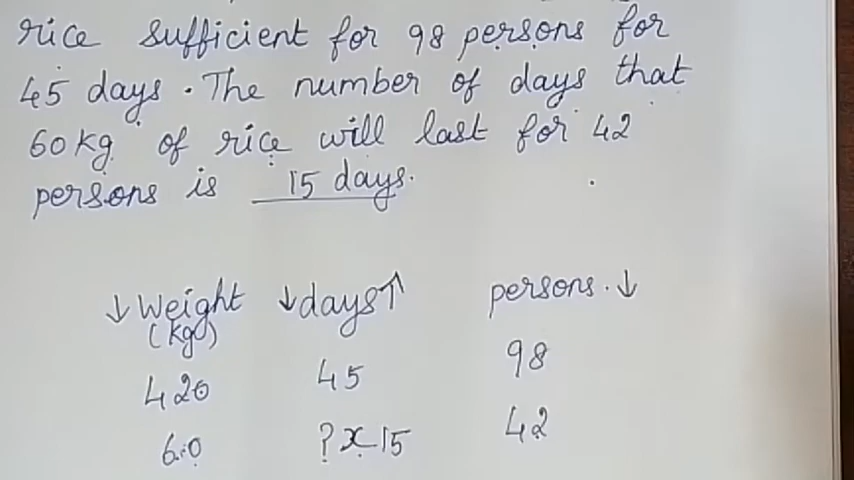 rice sufficient for 98 persons for
45 days. The number of days that
60 kg of rice will last for 42
persons is 15 days.
↓ Weight ↓ days ↑ persons. ↓
(kgs)
420 45 98
60 ? x 15 42